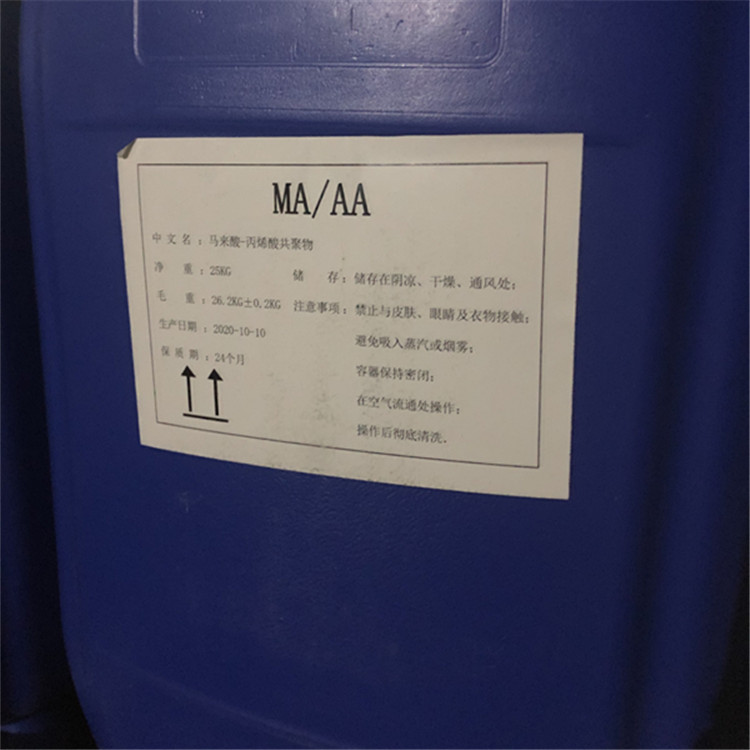 MA/AA
中文名：马来酸-丙烯酸共聚物
净重：25KG
毛重：26.2KG±0.2KG
生产日期：2020-10-10
保质期：24个月
储存：储存在阴凉、干燥、通风处；
注意事项：禁止与皮肤、眼睛及衣物接触；
避免吸入蒸汽或烟雾；
容器保持密闭；
在空气流通处操作；
操作后彻底清洗.